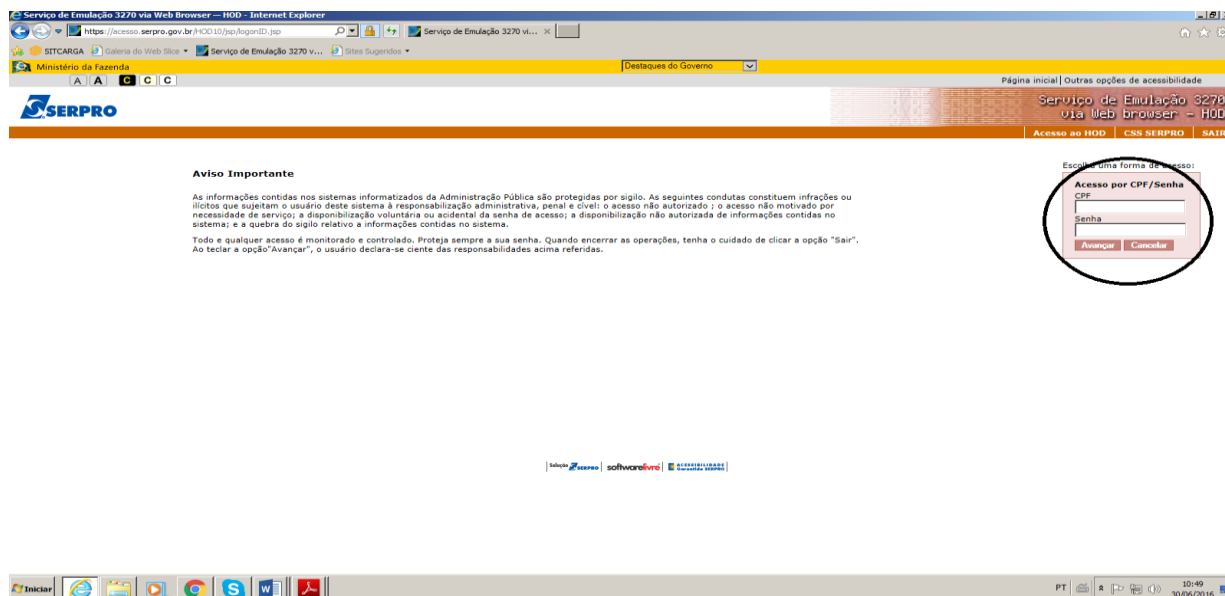 Serviço de Emulação 3270 via Web Browser -- HOD - Internet Explorer
https://acesso.serpro.gov.br/HOD10/jsp/logonID.jsp
Serviço de Emulação 3270 vi... ×
SITCARGA Galeria do Web Slice Serviço de Emulação 3270 v... Sites Sugeridos
Ministério da Fazenda Destaques do Governo
A A C C C Página inicial| Outras opções de acessibilidade
SERPRO
Serviço de Emulação 3270
via Web browser - HOD
Acesso ao HOD CSS SERPRO SAIR
Escolha uma forma de acesso:
Acesso por CPF/Senha
CPF
Senha
Avançar Cancelar
Aviso Importante
As informações contidas nos sistemas informatizados da Administração Pública são protegidas por sigilo. As seguintes condutas constituem infrações ou
ilícitos que sujeitam o usuário deste sistema à responsabilização administrativa, penal e cível: o acesso não autorizado ; o acesso não motivado por
necessidade de serviço; a disponibilização voluntária ou acidental da senha de acesso; a disponibilização não autorizada de informações contidas no
sistema; e a quebra do sigilo relativo a informações contidas no sistema.
Todo e qualquer acesso é monitorado e controlado. Proteja sempre a sua senha. Quando encerrar as operações, tenha o cuidado de clicar a opção "Sair".
Ao teclar a opção"Avançar", o usuário declara-se ciente das responsabilidades acima referidas.
Solução SERPRO softwarelivre ACESSIBILIDADE Garantida SERPRO
Iniciar PT 10:49
30/06/2016